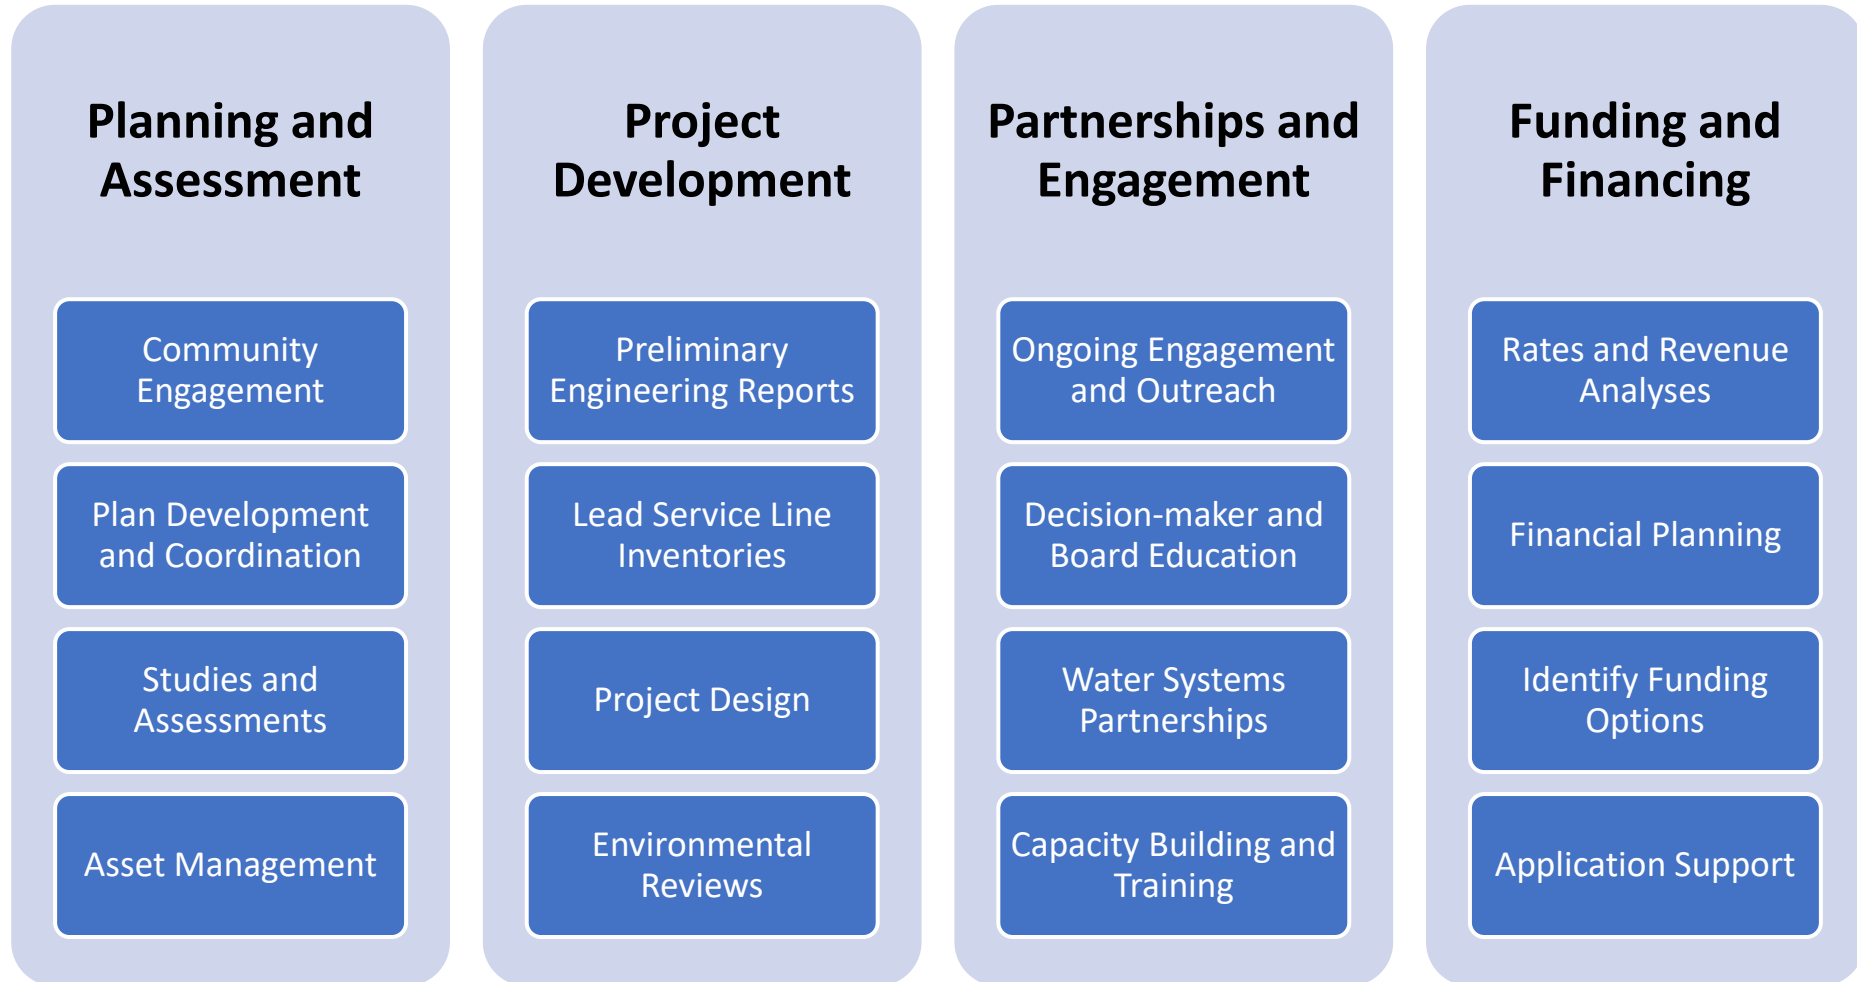 Planning and
Assessment
Community
Engagement
Plan Development
and Coordination
Studies and
Assessments
Asset Management
Project
Development
Preliminary
Engineering Reports
Lead Service Line
Inventories
Project Design
Environmental
Reviews
Partnerships and
Engagement
Ongoing Engagement
and Outreach
Decision-maker and
Board Education
Water Systems
Partnerships
Capacity Building and
Training
Funding and
Financing
Rates and Revenue
Analyses
Financial Planning
Identify Funding
Options
Application Support